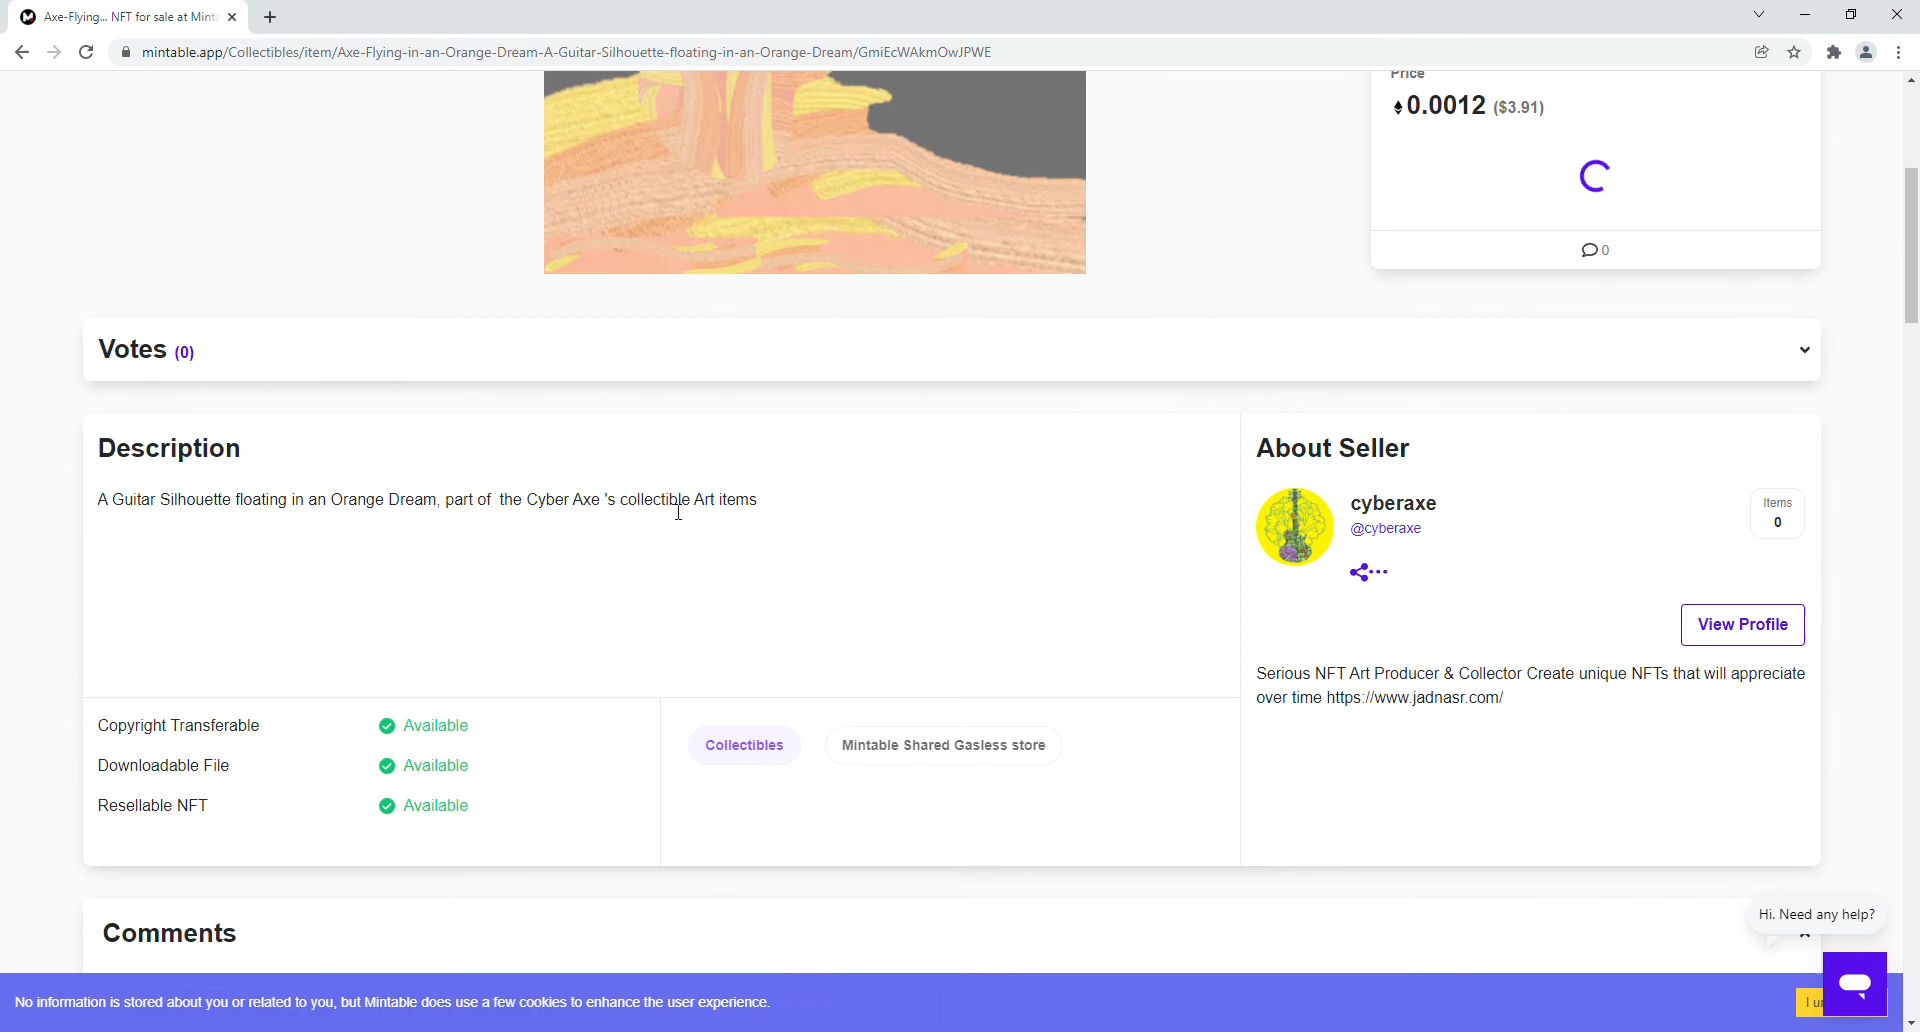 Axe-Flying... NFT for sale at Mint
mintable.app/Collectibles/item/Axe-Flying-in-an-Orange-Dream-A-Guitar-Silhouette-floating-in-an-Orange-Dream/GmiEcWAkmOwJPWE
Price
0.0012 ($3.91)
0
Votes (0)
Description
A Guitar Silhouette floating in an Orange Dream, part of the Cyber Axe 's collectible Art items
About Seller
cyberaxe
@cyberaxe
Items
0
View Profile
Serious NFT Art Producer & Collector Create unique NFTs that will appreciate
over time https://www.jadnasr.com/
Copyright Transferable Available
Downloadable File Available
Resellable NFT Available
Collectibles
Mintable Shared Gasless store
Comments
Hi. Need any help?
No information is stored about you or related to you, but Mintable does use a few cookies to enhance the user experience.
I